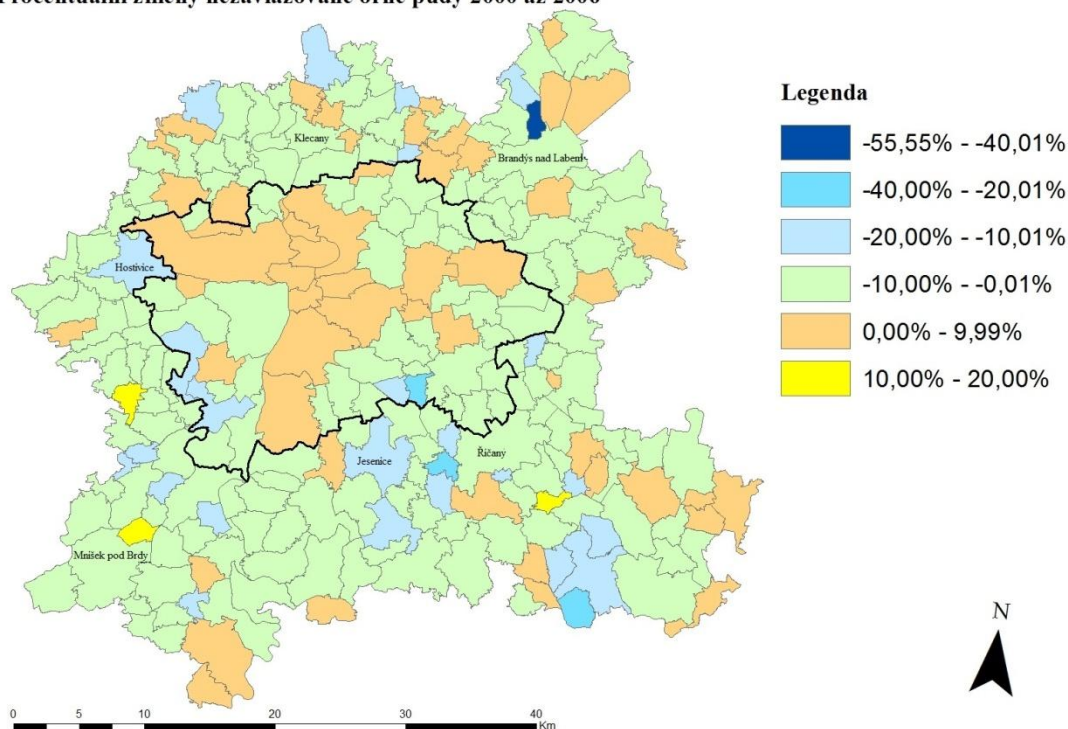 Procentuální změny nezavlažované orné půdy 2000 až 2006
Legenda
-55,55% - -40,01%
-40,00% - -20,01%
-20,00% - -10,01%
-10,00% - -0,01%
0,00% - 9,99%
10,00% - 20,00%
Klecany
Brandýs nad Labem
Hostivice
Jesenice
Říčany
Mníšek pod Brdy
N
0 5 10 20 30 40
Km